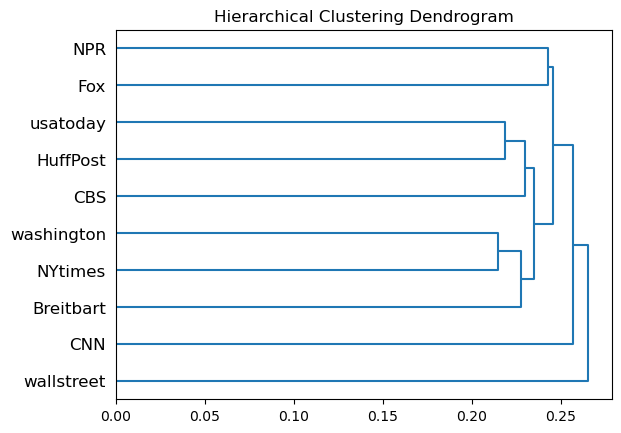 Hierarchical Clustering Dendrogram
NPR
Fox
usatoday
HuffPost
CBS
washington
NYtimes
Breitbart
CNN
wallstreet
0.00 0.05 0.10 0.15 0.20 0.25